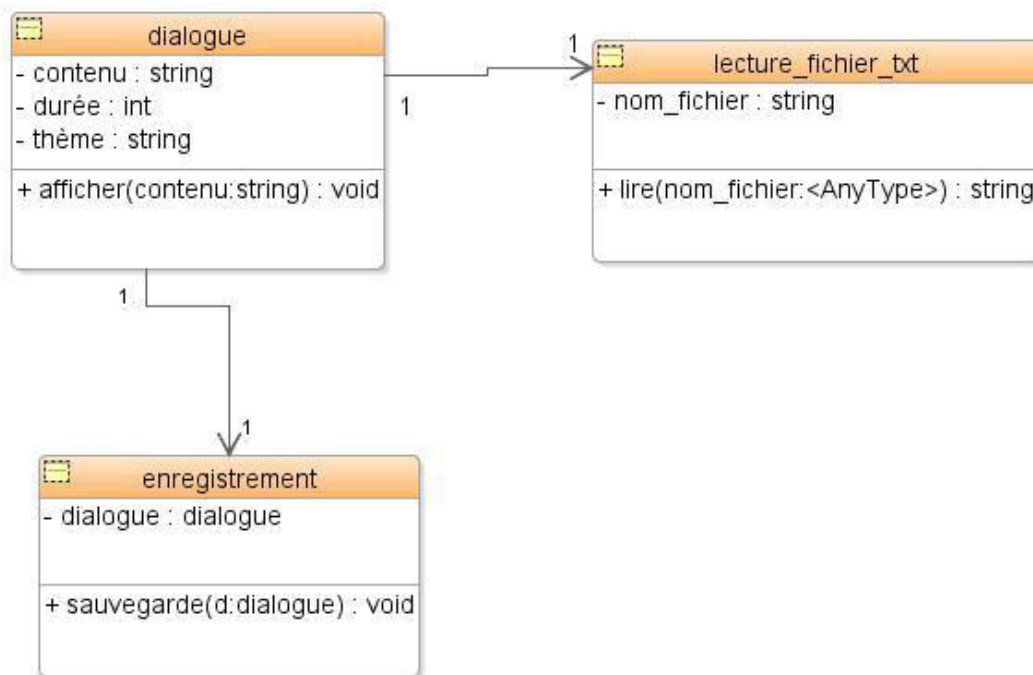 dialogue
- contenu : string
- durée : int
- thème : string
+ afficher(contenu:string) : void
1
1
lecture_fichier_txt
- nom_fichier : string
+ lire(nom_fichier:<AnyType>) : string
1
1
enregistrement
- dialogue : dialogue
+ sauvegarde(d:dialogue) : void